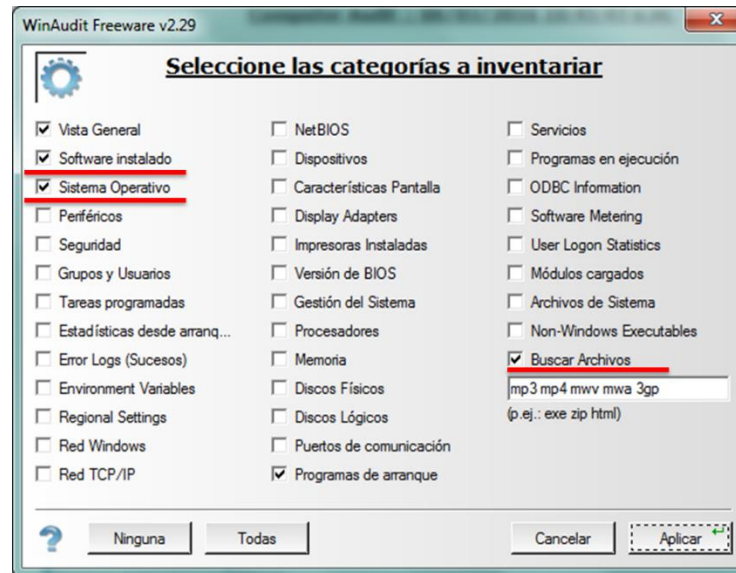 WinAudit Freeware v2.29
Seleccione las categorías a inventariar
Vista General
Software instalado
Sistema Operativo
Periféricos
Seguridad
Grupos y Usuarios
Tareas programadas
Estadísticas desde arranq...
Error Logs (Sucesos)
Environment Variables
Regional Settings
Red Windows
Red TCP/IP
NetBIOS
Dispositivos
Características Pantalla
Display Adapters
Impresoras Instaladas
Versión de BIOS
Gestión del Sistema
Procesadores
Memoria
Discos Físicos
Discos Lógicos
Puertos de comunicación
Programas de arranque
Servicios
Programas en ejecución
ODBC Information
Software Metering
User Logon Statistics
Módulos cargados
Archivos de Sistema
Non-Windows Executables
Buscar Archivos
mp3 mp4 mwv mwa 3gp
(p.ej.: exe zip html)
Ninguna
Todas
Cancelar
Aplicar